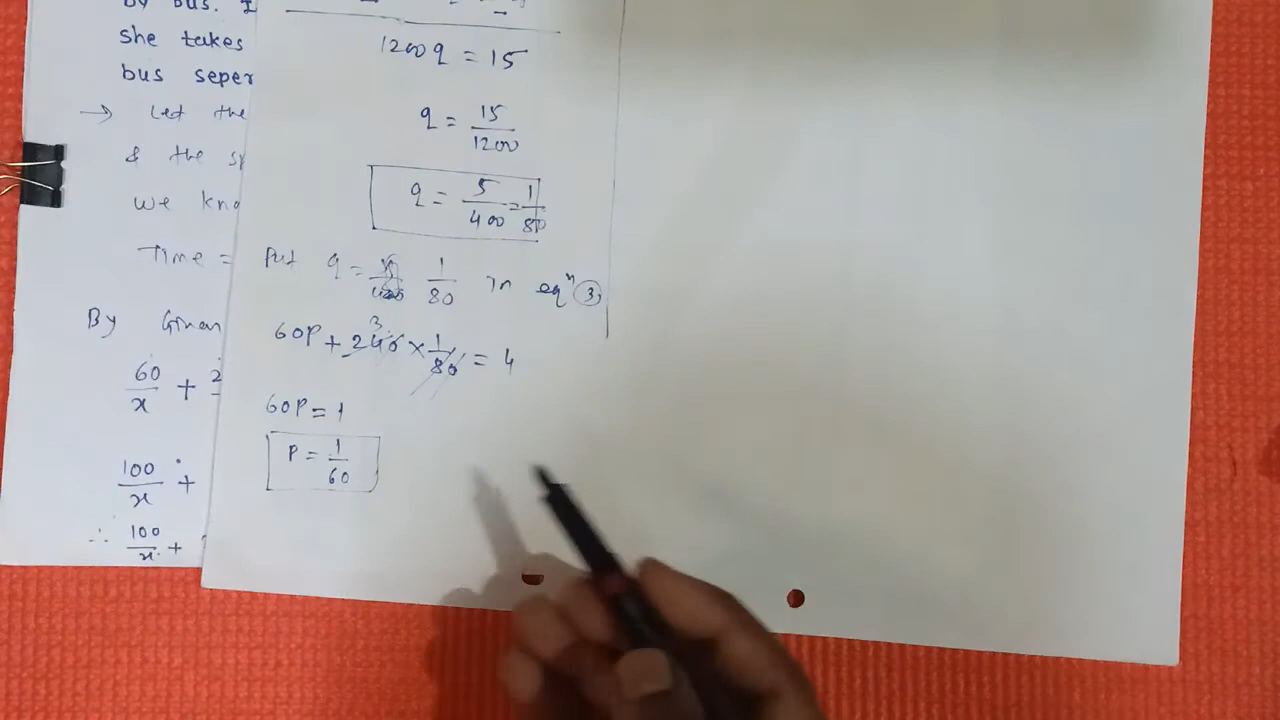 by bus. I
she takes
bus seper
→ Let the
& the sp
we kno
Time =
By Given
60/x + 2
100/x +
∴ 100/x +
1200q = 15
q = 15/1200
q = 5/400 = 1/80
Put q = 1/80 in eqⁿ ③
60P + 240 × 1/80 = 4
3
60P = 1
P = 1/60